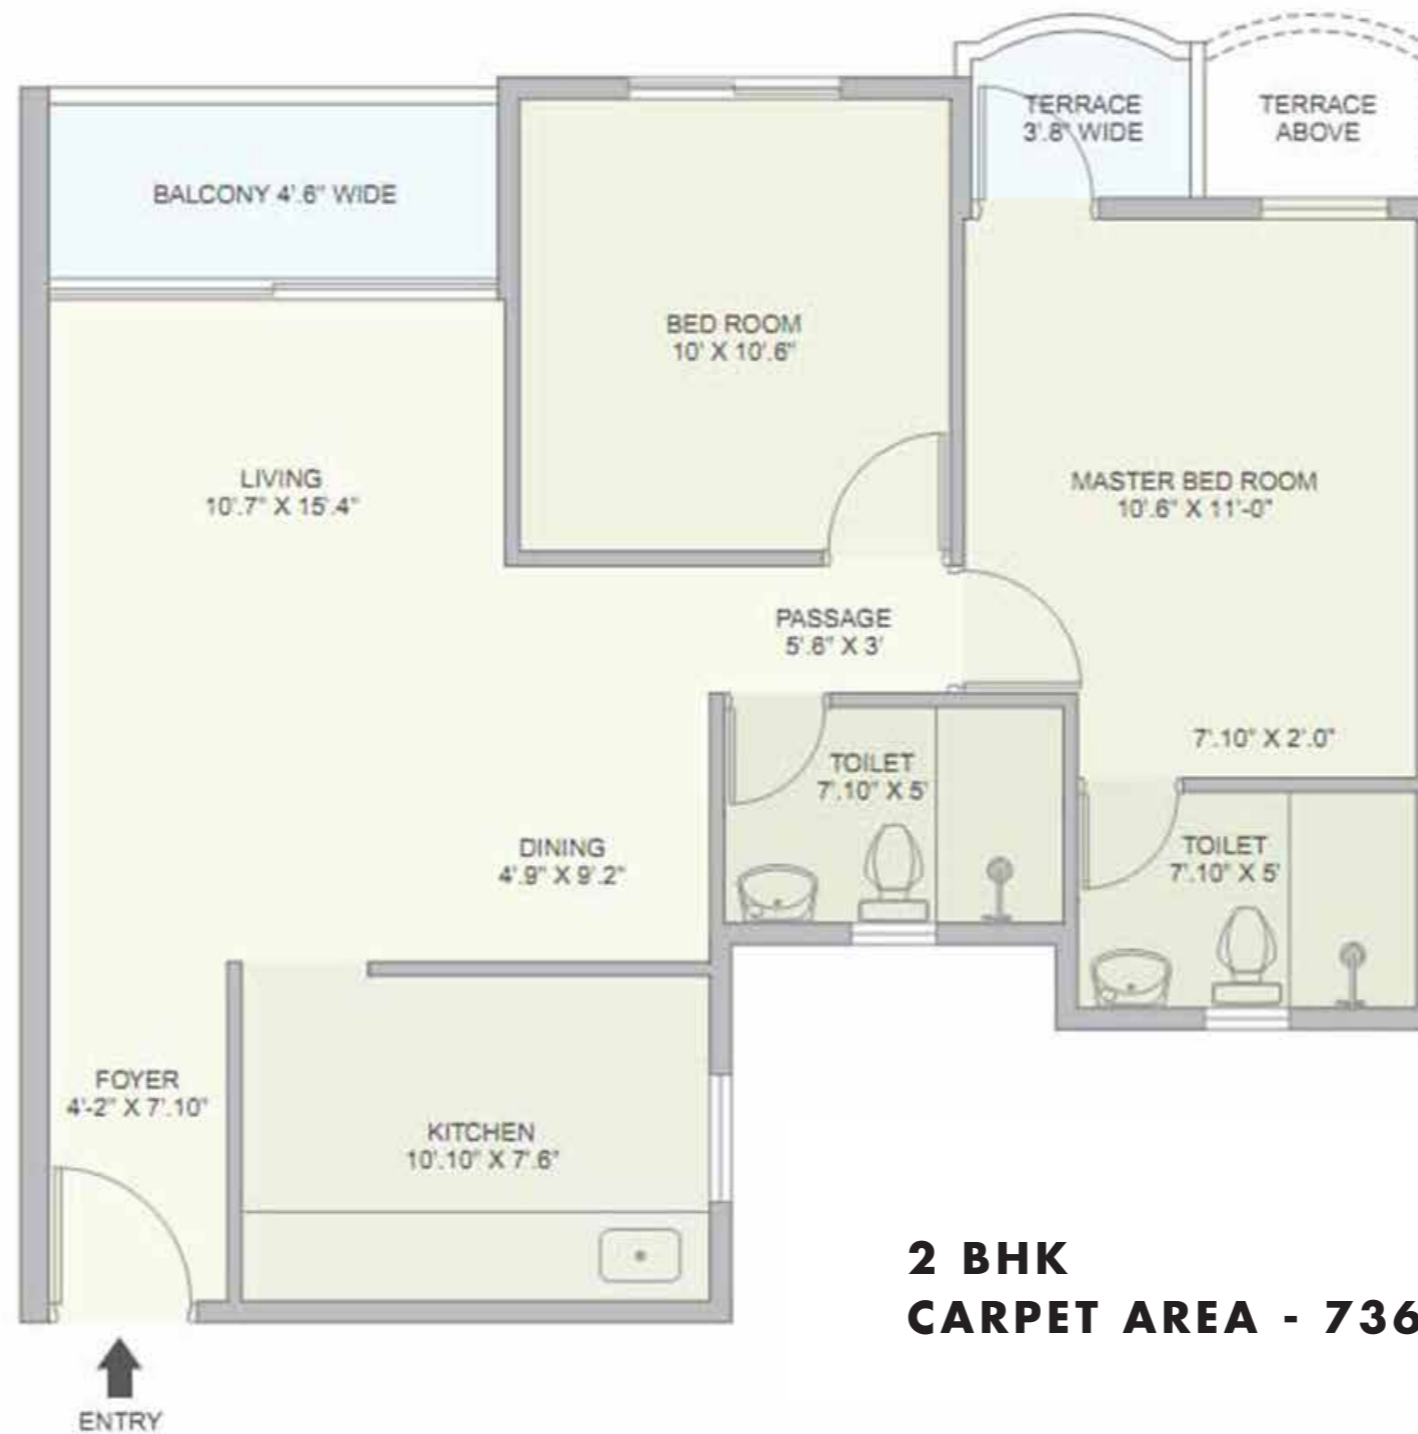 TERRACE
3'.8" WIDE
TERRACE
ABOVE
BALCONY 4'.6" WIDE
BED ROOM
10' X 10'.6"
LIVING
10'.7" X 15'.4"
MASTER BED ROOM
10'.6" X 11'-0"
PASSAGE
5'.6" X 3'
7'.10" X 2'.0"
TOILET
7'.10" X 5'
DINING
4'.9" X 9'.2"
TOILET
7'.10" X 5'
FOYER
4'-2" X 7'.10"
KITCHEN
10'.10" X 7'.6"
2 BHK
CARPET AREA - 736
ENTRY